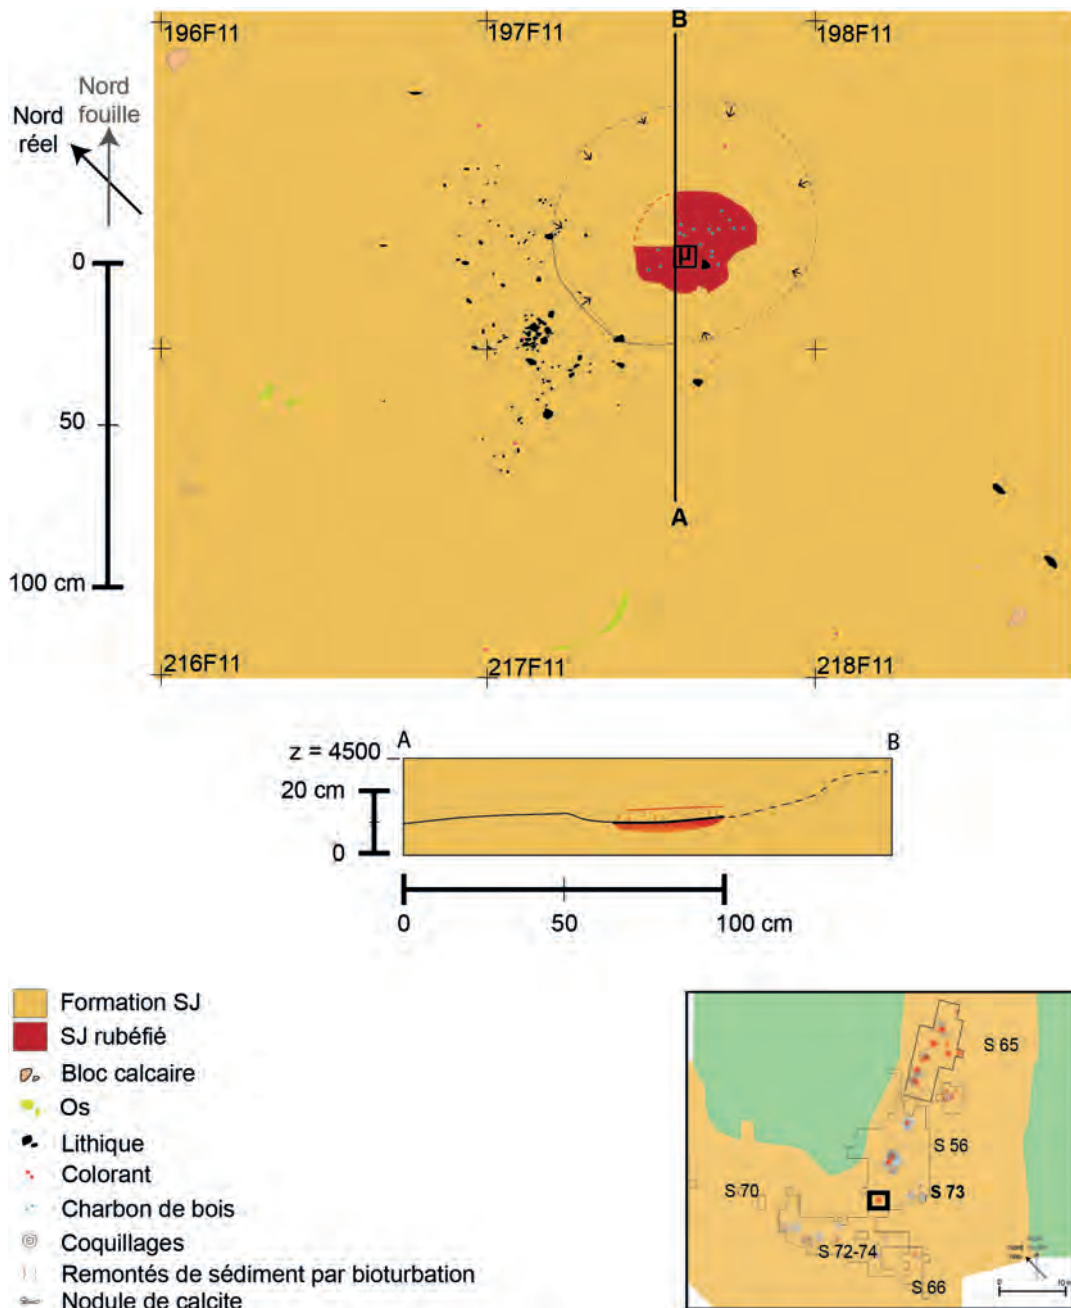 196F11
197F11
B
198F11
Nord
fouille
Nord
réel
0
μ
50
A
100 cm
216F11
217F11
218F11
A
B
z = 4500
20 cm
0
0
50
100 cm
Formation SJ
SJ rubéfié
Bloc calcaire
Os
Lithique
Colorant
Charbon de bois
Coquillages
Remontés de sédiment par bioturbation
Nodule de calcite
S 65
S 56
S 70
S 73
S 72-74
S 66
0